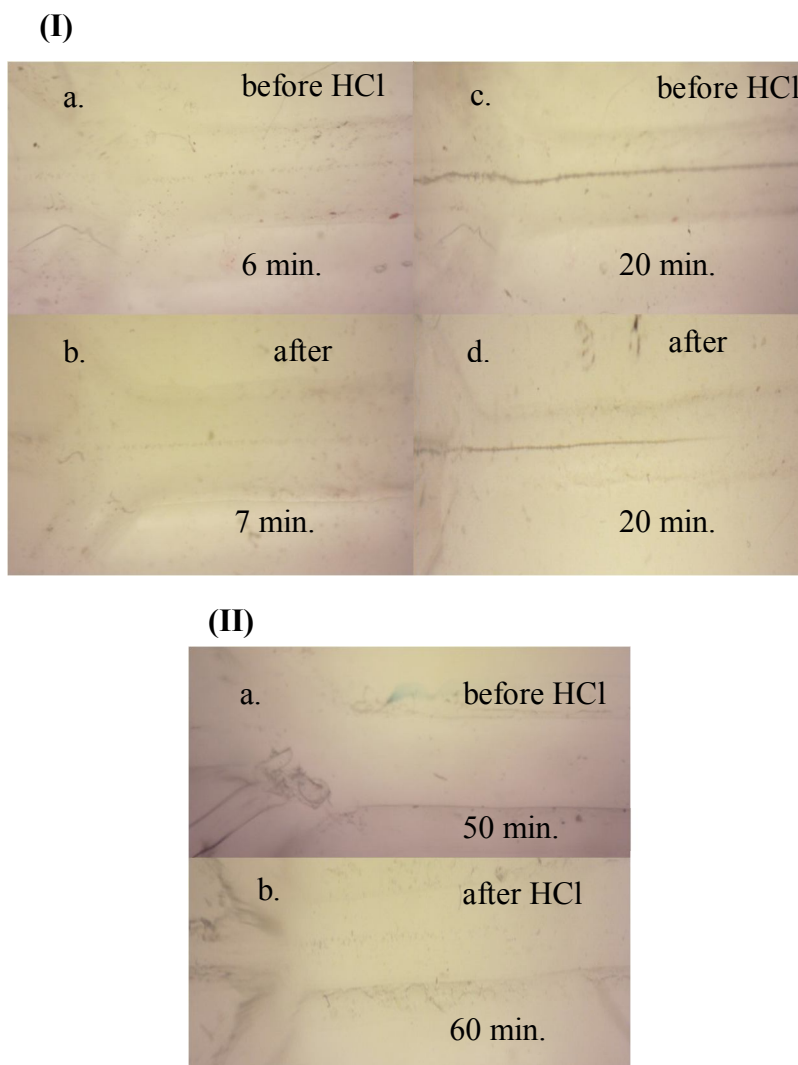 (I)
a. before HCl
6 min.
c. before HCl
20 min.
b. after
7 min.
d. after
20 min.
(II)
a. before HCl
50 min.
b. after HCl
60 min.